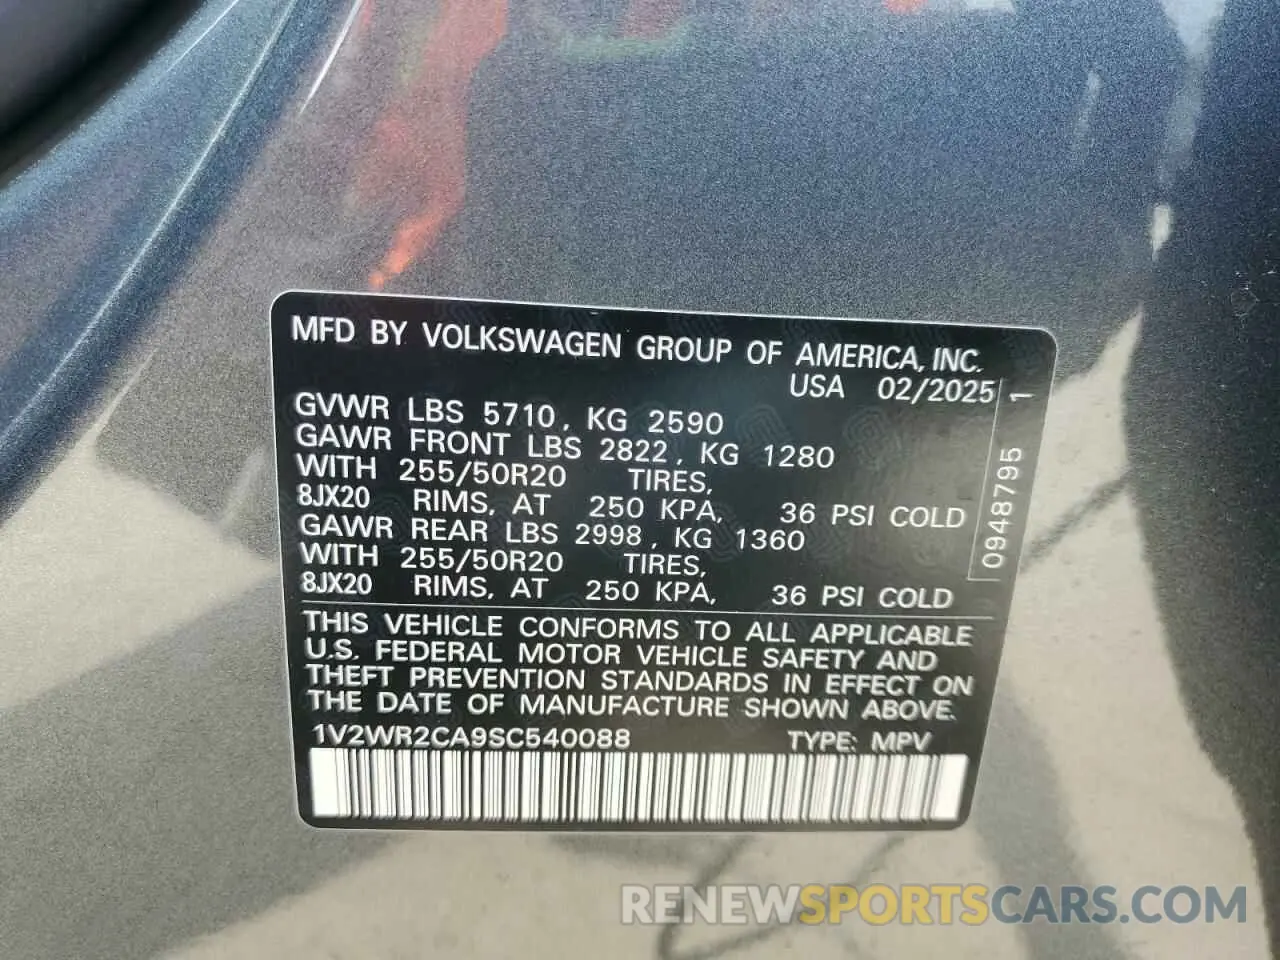 MFD BY VOLKSWAGEN GROUP OF AMERICA, INC.
USA 02/2025
GVWR LBS 5710, KG 2590
GAWR FRONT LBS 2822, KG 1280
WITH 255/50R20 TIRES,
8JX20 RIMS, AT 250 KPA, 36 PSI COLD
GAWR REAR LBS 2998, KG 1360
WITH 255/50R20 TIRES,
8JX20 RIMS, AT 250 KPA, 36 PSI COLD
0948795 1
THIS VEHICLE CONFORMS TO ALL APPLICABLE
U.S. FEDERAL MOTOR VEHICLE SAFETY AND
THEFT PREVENTION STANDARDS IN EFFECT ON
THE DATE OF MANUFACTURE SHOWN ABOVE.
1V2WR2CA9SC540088 TYPE: MPV
RENEWSPORTSCARS.COM